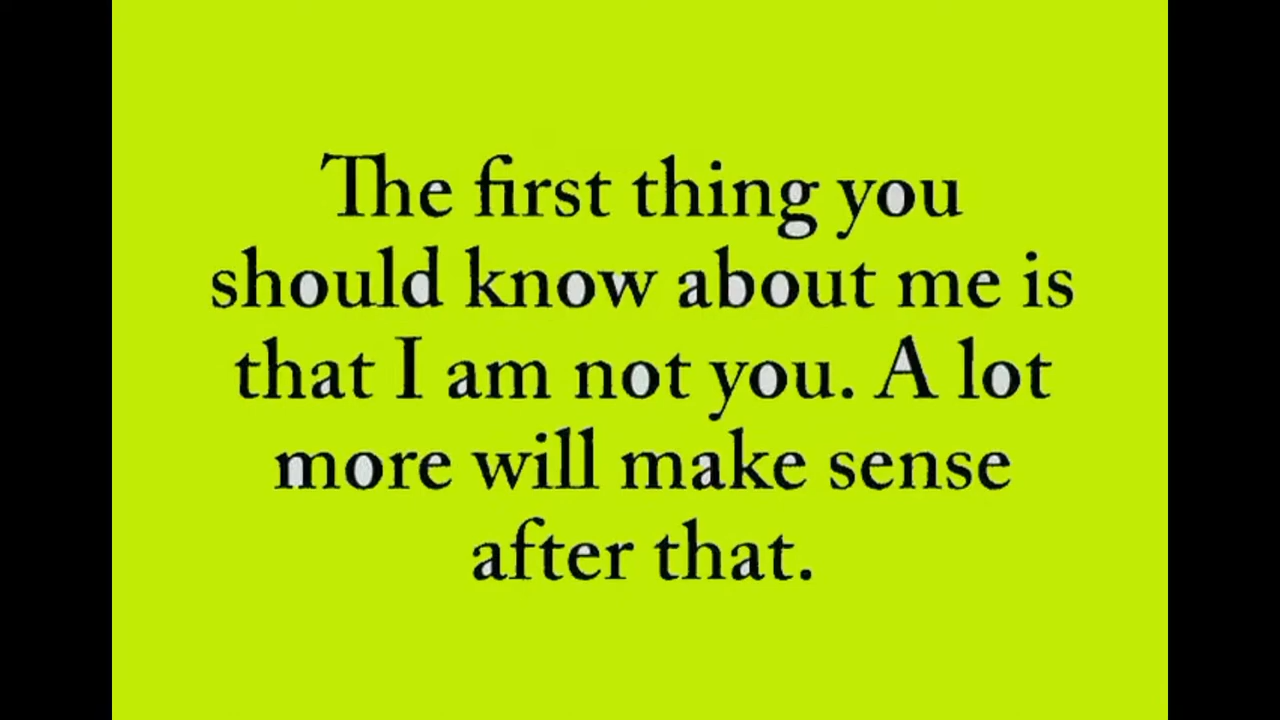 The first thing you
should know about me is
that I am not you. A lot
more will make sense
after that.